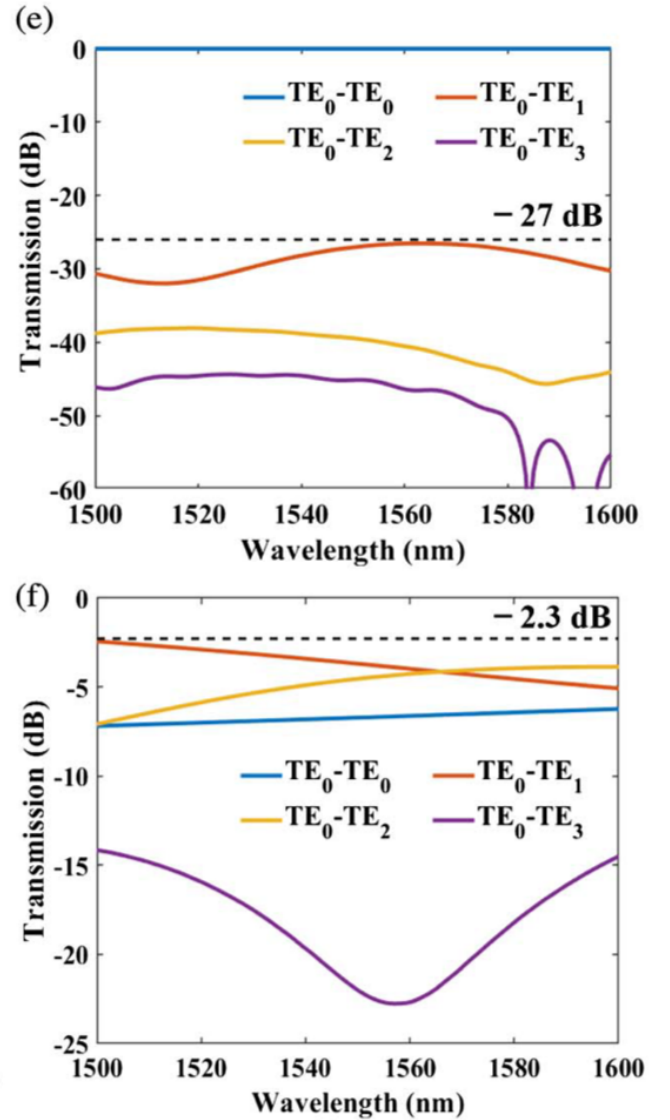 (e)
0
-10
-20
-30
-40
-50
-60
Transmission (dB)
TE0-TE0 TE0-TE1
TE0-TE2 TE0-TE3
− 27 dB
1500 1520 1540 1560 1580 1600
Wavelength (nm)
(f)
0
-5
-10
-15
-20
-25
Transmission (dB)
− 2.3 dB
TE0-TE0 TE0-TE1
TE0-TE2 TE0-TE3
1500 1520 1540 1560 1580 1600
Wavelength (nm)